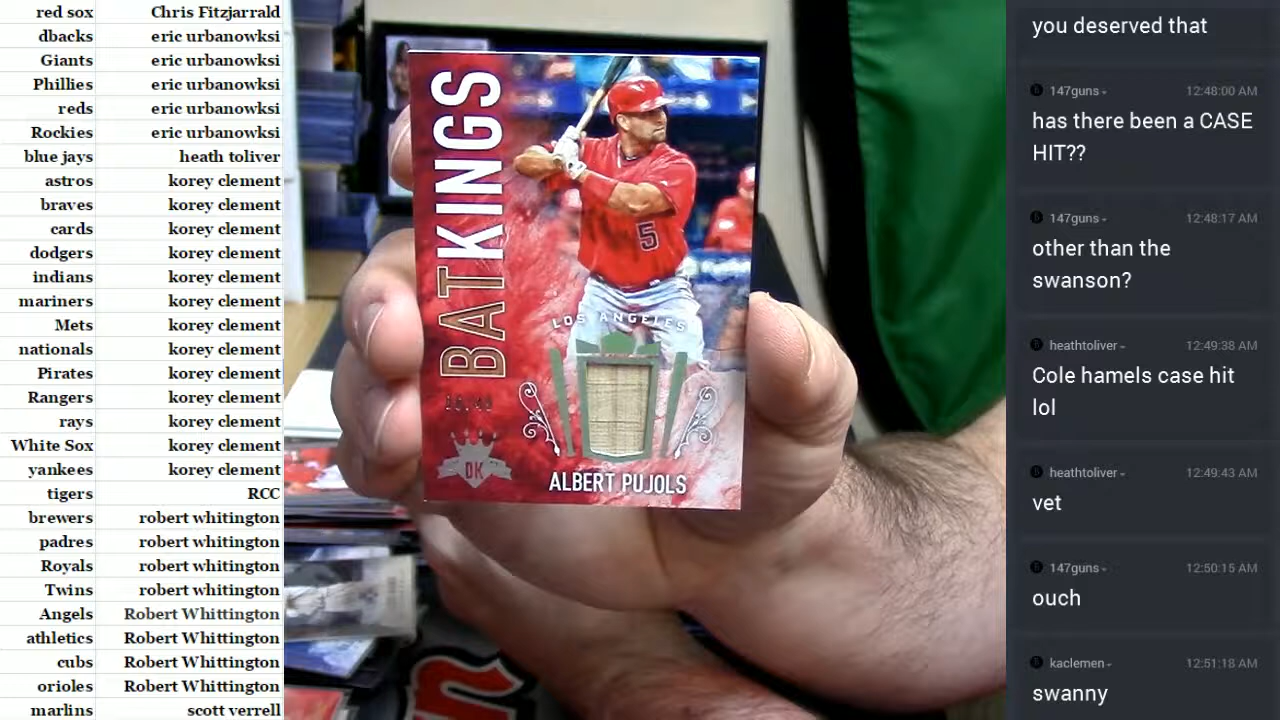 red sox Chris Fitzjarrald
dbacks eric urbanowksi
Giants eric urbanowksi
Phillies eric urbanowksi
reds eric urbanowksi
Rockies eric urbanowksi
blue jays heath toliver
astros korey clement
braves korey clement
cards korey clement
dodgers korey clement
indians korey clement
mariners korey clement
Mets korey clement
nationals korey clement
Pirates korey clement
Rangers korey clement
rays korey clement
White Sox korey clement
yankees korey clement
tigers RCC
brewers robert whitington
padres robert whitington
Royals robert whitington
Twins robert whitington
Angels Robert Whittington
athletics Robert Whittington
cubs Robert Whittington
orioles Robert Whittington
marlins scott verrell
BATKINGS
5
LOS ANGELES
DK
ALBERT PUJOLS
you deserved that
147guns 12:48:00 AM
has there been a CASE
HIT??
147guns 12:48:17 AM
other than the
swanson?
heathtoliver 12:49:38 AM
Cole hamels case hit
lol
heathtoliver 12:49:43 AM
vet
147guns 12:50:15 AM
ouch
kaclemen 12:51:18 AM
swanny